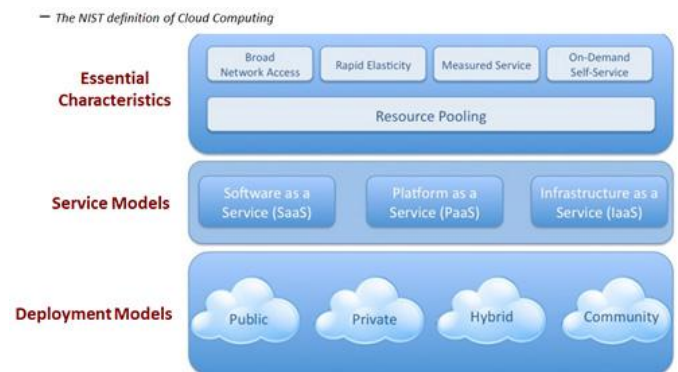 — The NIST definition of Cloud Computing
Essential
Characteristics
Broad
Network Access
Rapid Elasticity
Measured Service
On-Demand
Self-Service
Resource Pooling
Service Models
Software as a
Service (SaaS)
Platform as a
Service (PaaS)
Infrastructure as a
Service (IaaS)
Deployment Models
Public
Private
Hybrid
Community